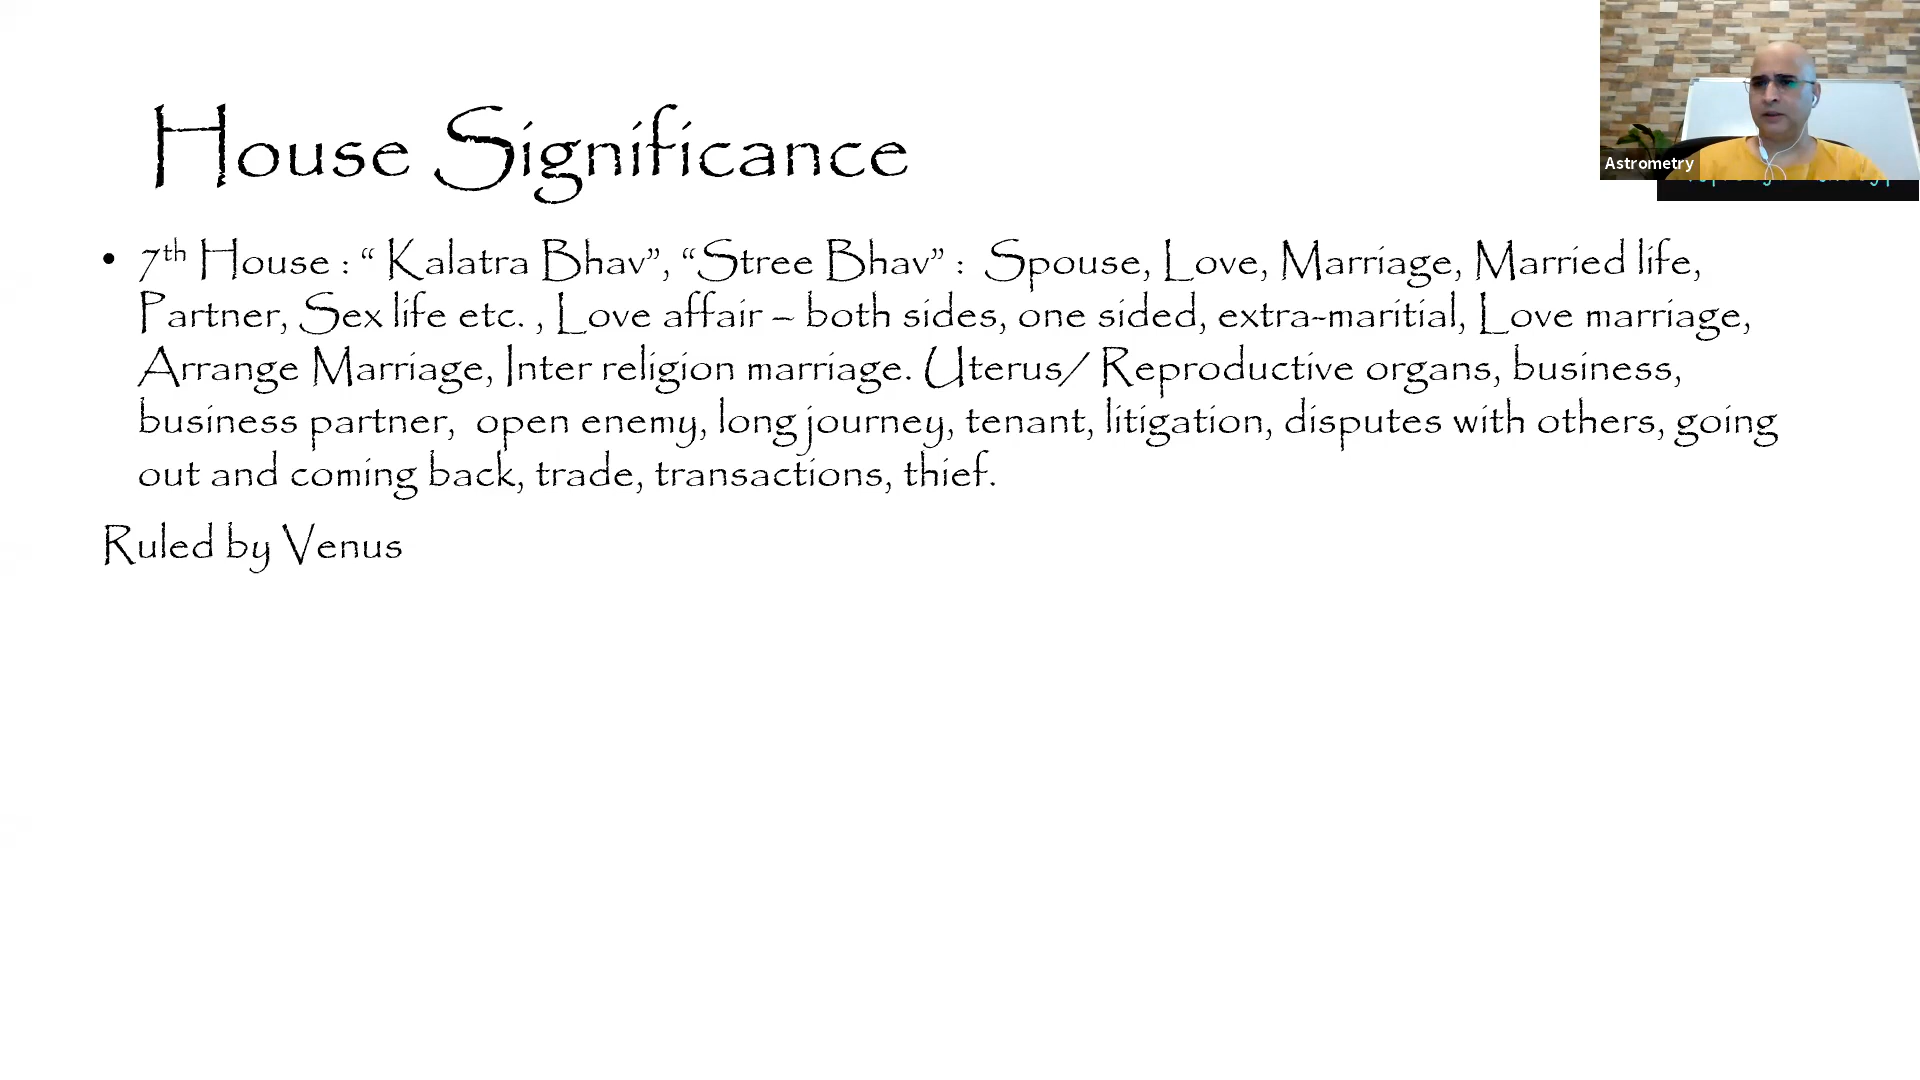 House Significance
Astrometry
• 7th House : “ Kalatra Bhav”, “Stree Bhav” : Spouse, Love, Marriage, Married life,
Partner, Sex life etc. , Love affair – both sides, one sided, extra-maritial, Love marriage,
Arrange Marriage, Inter religion marriage. Uterus/ Reproductive organs, business,
business partner, open enemy, long journey, tenant, litigation, disputes with others, going
out and coming back, trade, transactions, thief.
Ruled by Venus